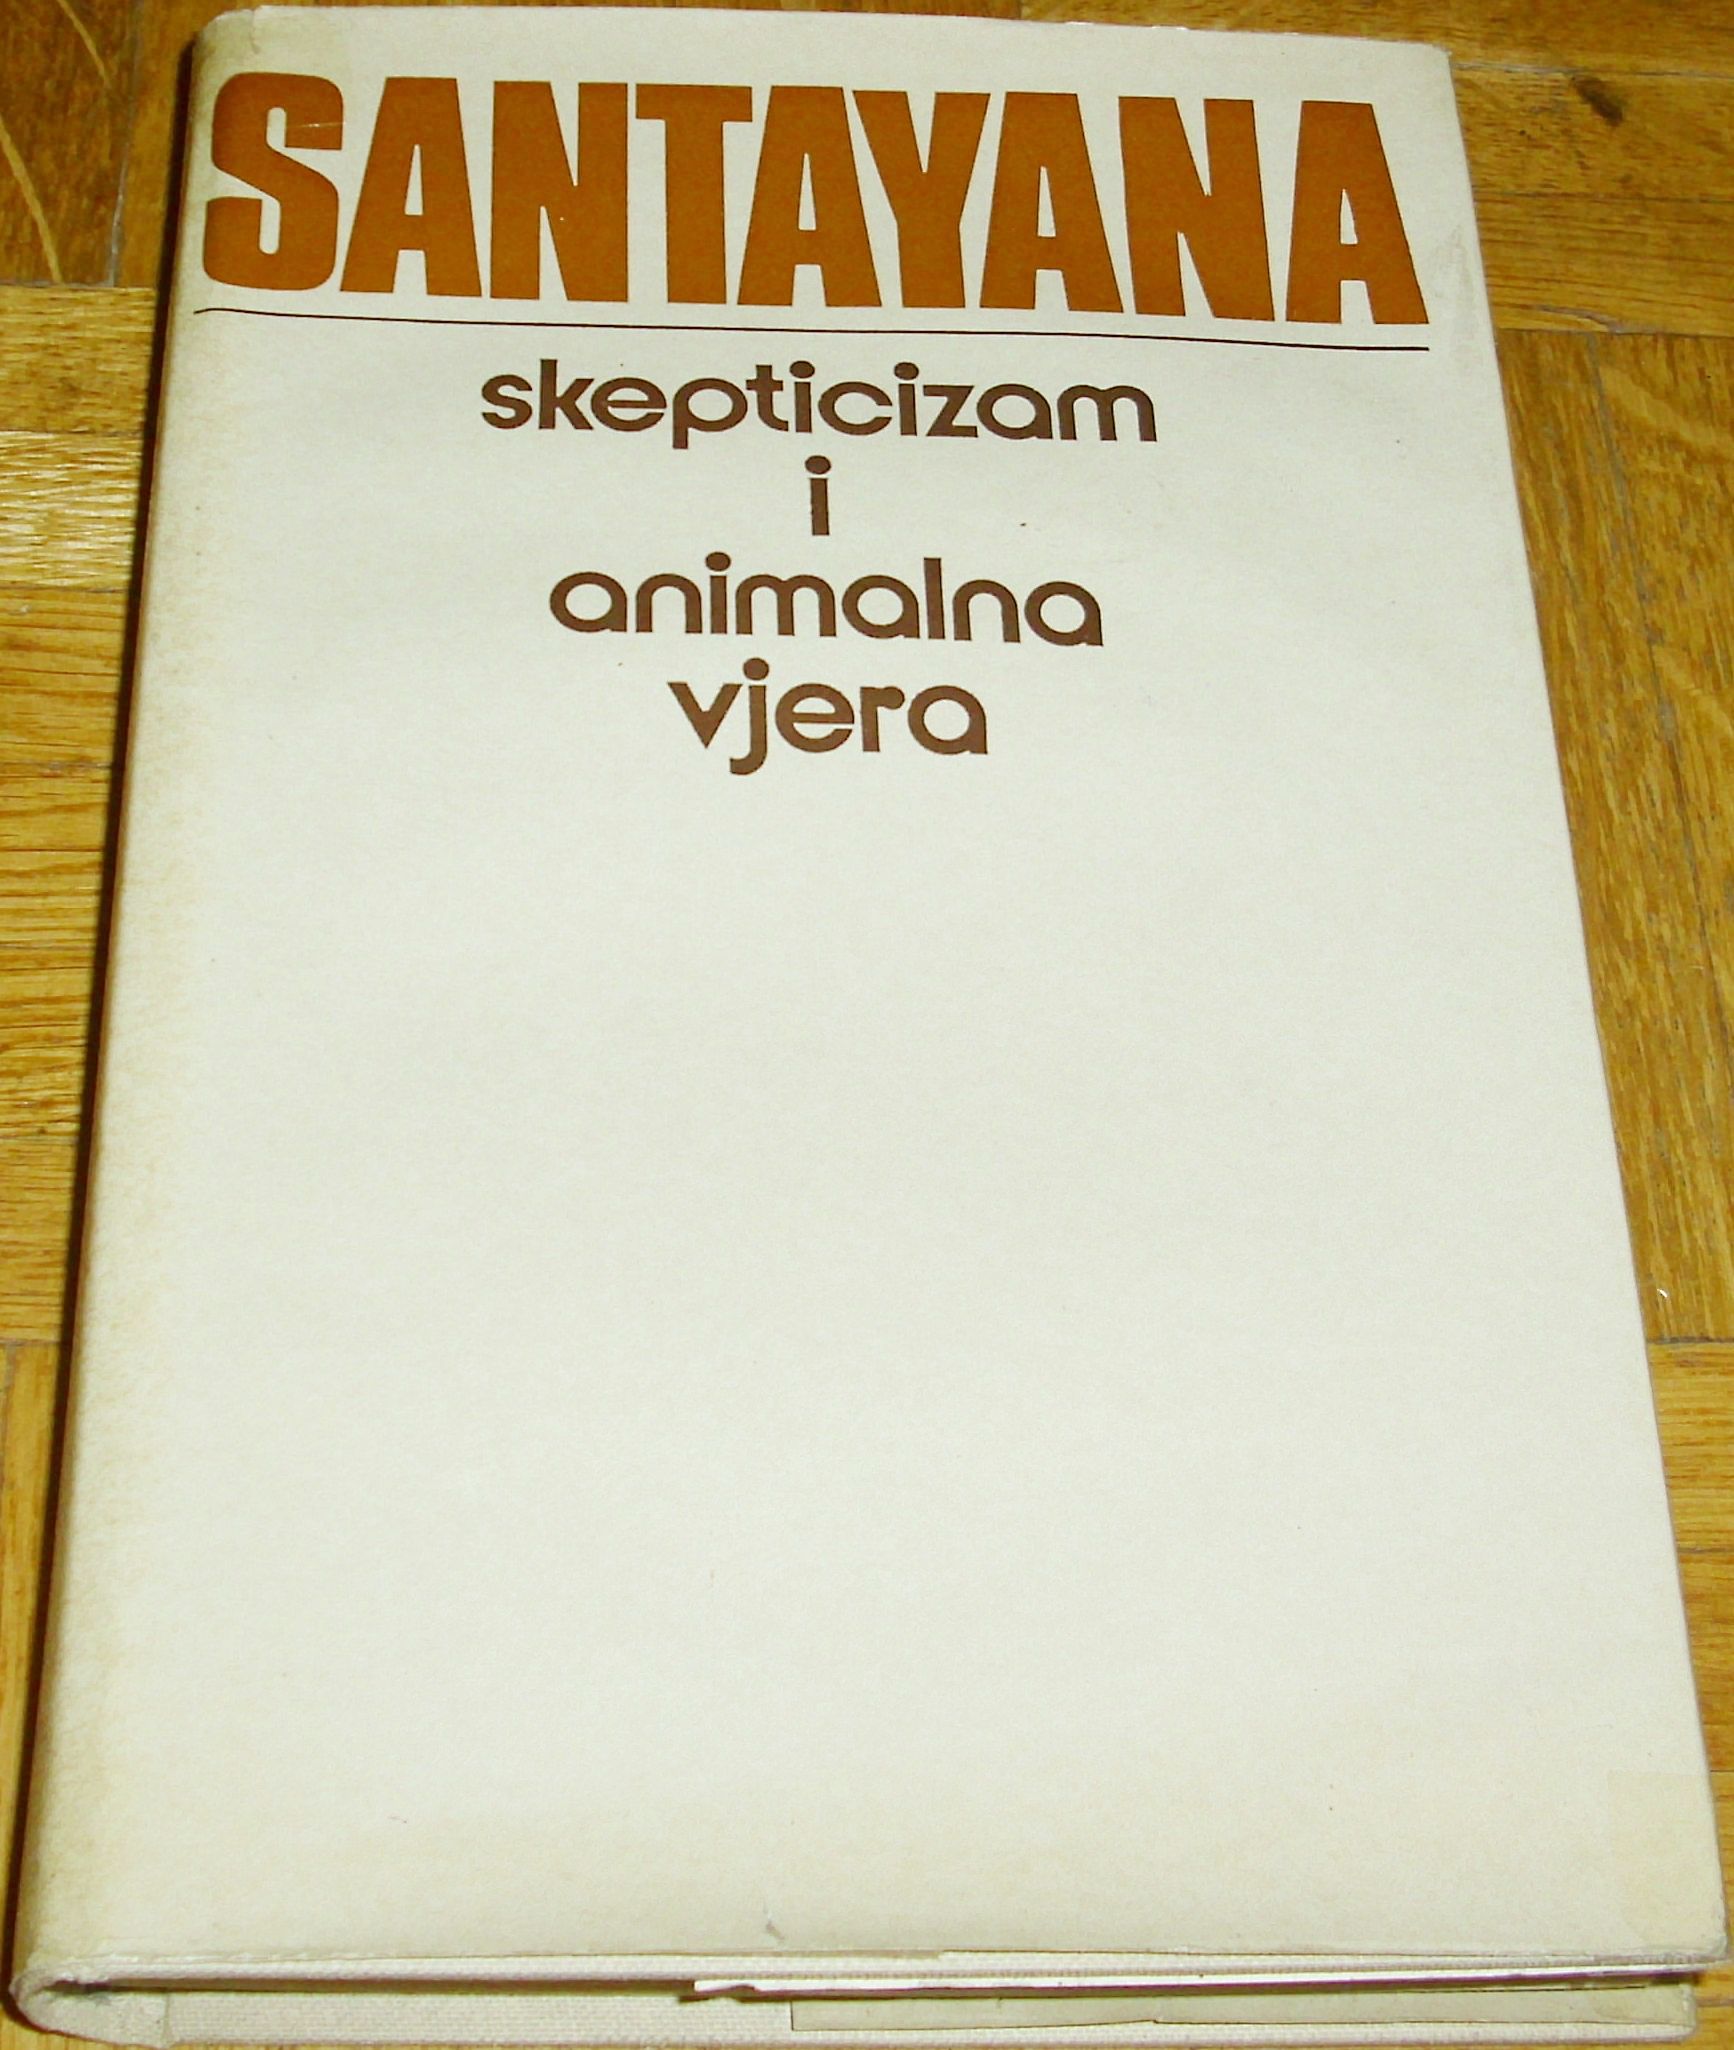 SANTAYANA
skepticizam
i
animalna
vjera